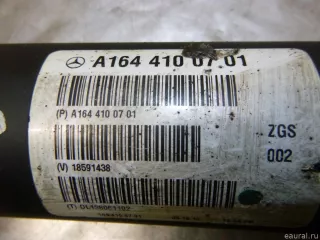 A164 410 07 01
(P) A164 410 07 01
ZGS
002
(V) 18591438
eaural.ru